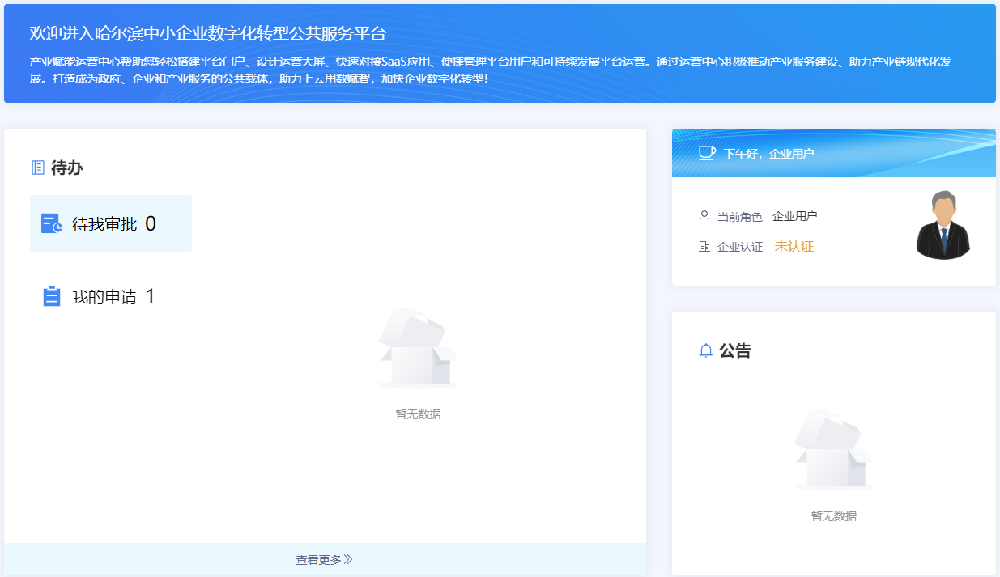 欢迎进入哈尔滨中小企业数字化转型公共服务平台
产业赋能运营中心帮助您轻松搭建平台门户、设计运营大屏、快速对接SaaS应用、便捷管理平台用户和可持续发展平台运营。通过运营中心积极推动产业服务建设、助力产业链现代化发
展。打造成为政府、企业和产业服务的公共载体，助力上云用数赋智，加快企业数字化转型！
待办
待我审批 0
我的申请 1
暂无数据
查看更多
下午好，企业用户
当前角色 企业用户
企业认证 未认证
公告
暂无数据